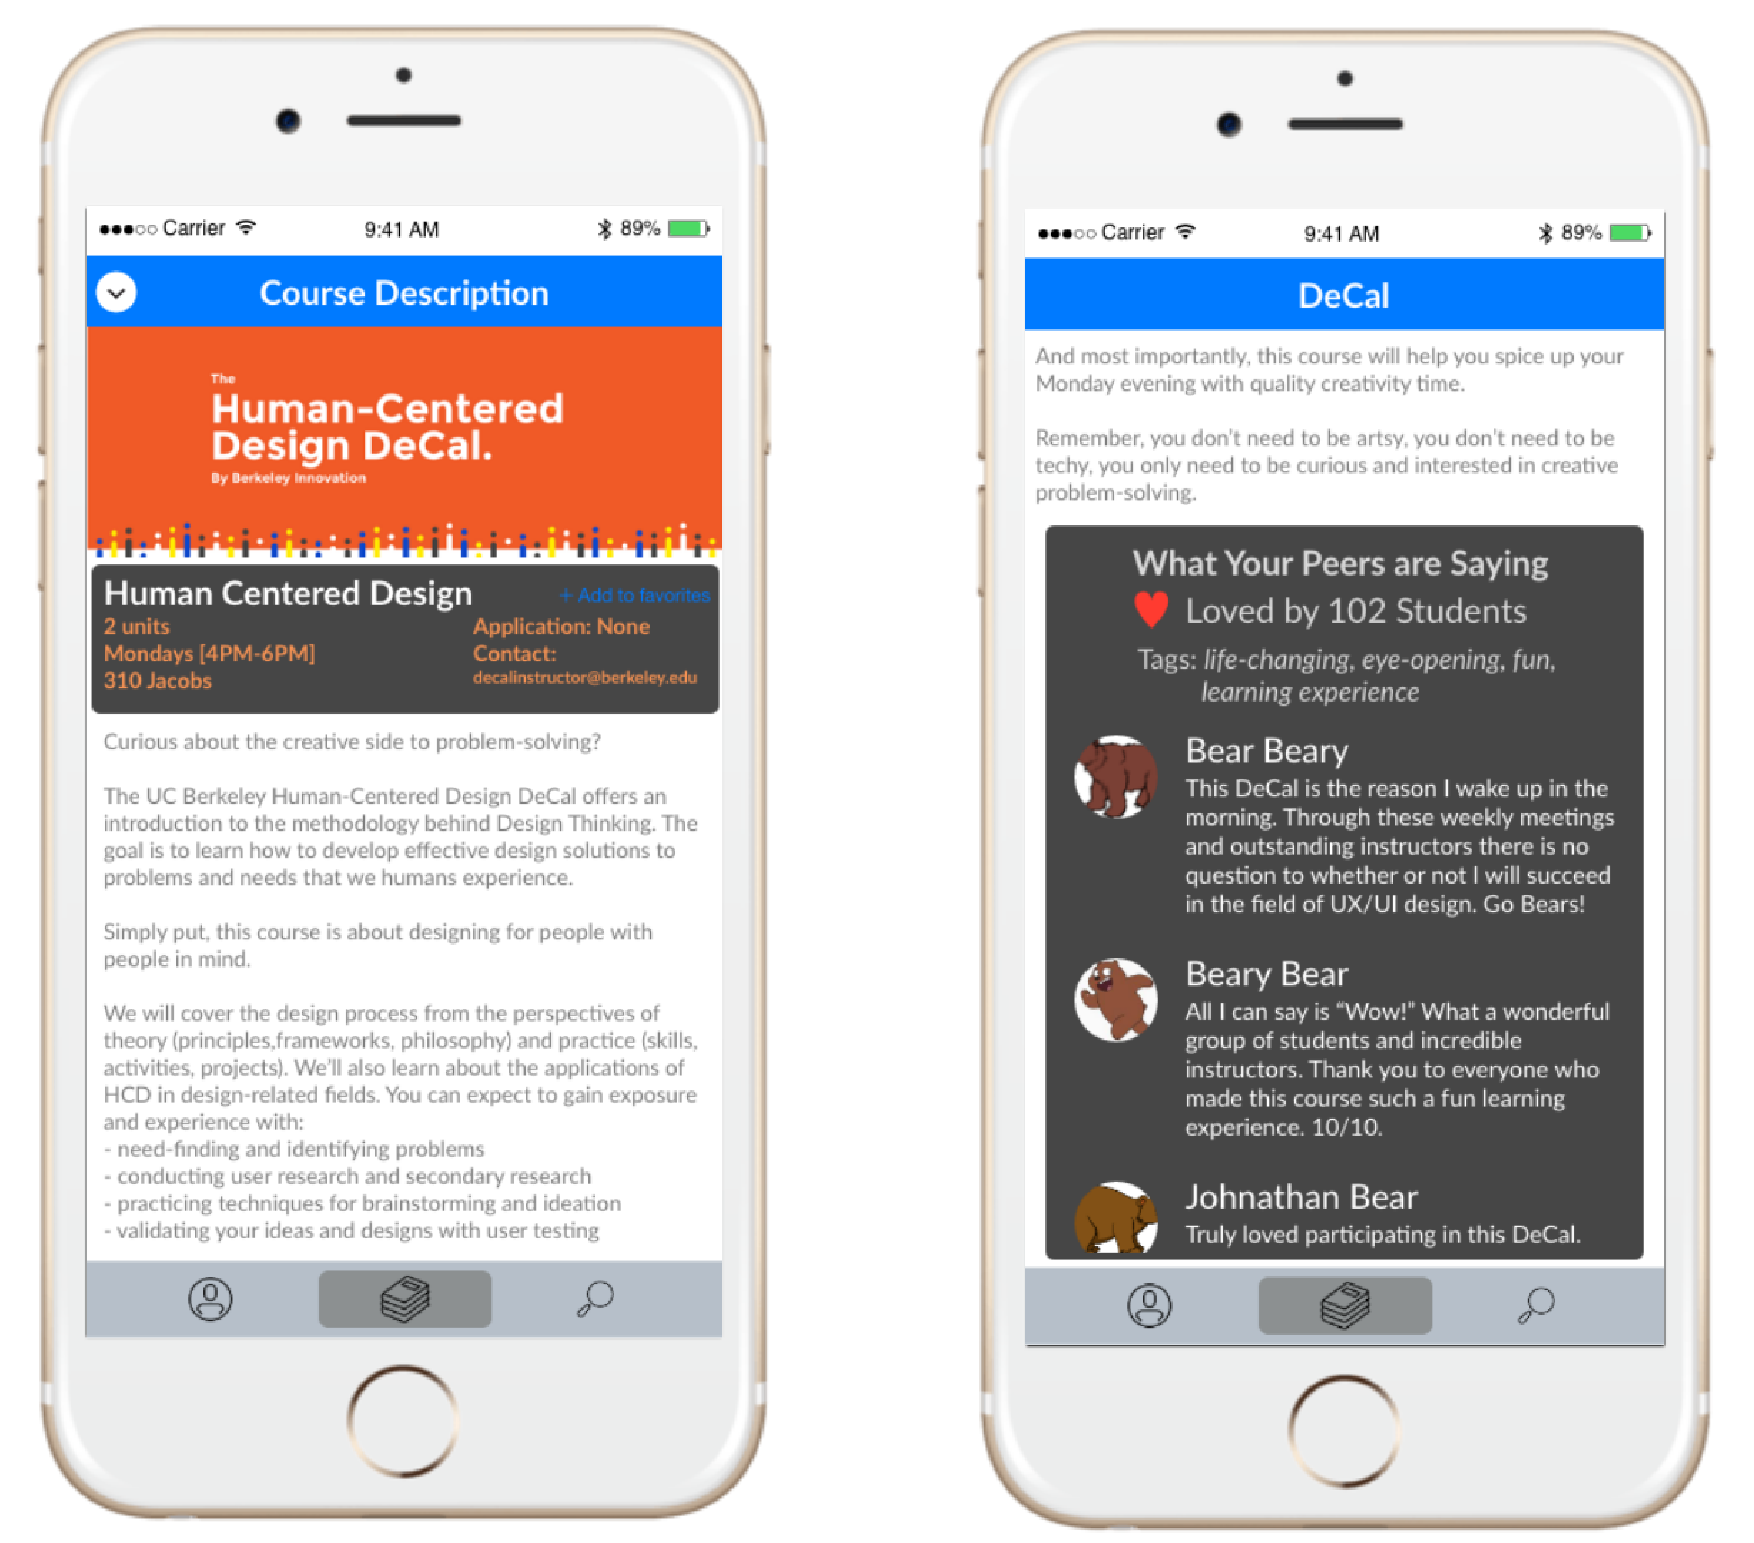 Carrier 9:41 AM 89%
Course Description
The
Human-Centered
Design DeCal.
By Berkeley Innovation
Human Centered Design + Add to favorites
2 units Application: None
Mondays [4PM-6PM] Contact:
310 Jacobs decalinstructor@berkeley.edu
Curious about the creative side to problem-solving?
The UC Berkeley Human-Centered Design DeCal offers an
introduction to the methodology behind Design Thinking. The
goal is to learn how to develop effective design solutions to
problems and needs that we humans experience.
Simply put, this course is about designing for people with
people in mind.
We will cover the design process from the perspectives of
theory (principles,frameworks, philosophy) and practice (skills,
activities, projects). We'll also learn about the applications of
HCD in design-related fields. You can expect to gain exposure
and experience with:
- need-finding and identifying problems
- conducting user research and secondary research
- practicing techniques for brainstorming and ideation
- validating your ideas and designs with user testing
Carrier 9:41 AM 89%
DeCal
And most importantly, this course will help you spice up your
Monday evening with quality creativity time.
Remember, you don't need to be artsy, you don't need to be
techy, you only need to be curious and interested in creative
problem-solving.
What Your Peers are Saying
Loved by 102 Students
Tags: life-changing, eye-opening, fun,
learning experience
Bear Beary
This DeCal is the reason I wake up in the
morning. Through these weekly meetings
and outstanding instructors there is no
question to whether or not I will succeed
in the field of UX/UI design. Go Bears!
Beary Bear
All I can say is “Wow!” What a wonderful
group of students and incredible
instructors. Thank you to everyone who
made this course such a fun learning
experience. 10/10.
Johnathan Bear
Truly loved participating in this DeCal.